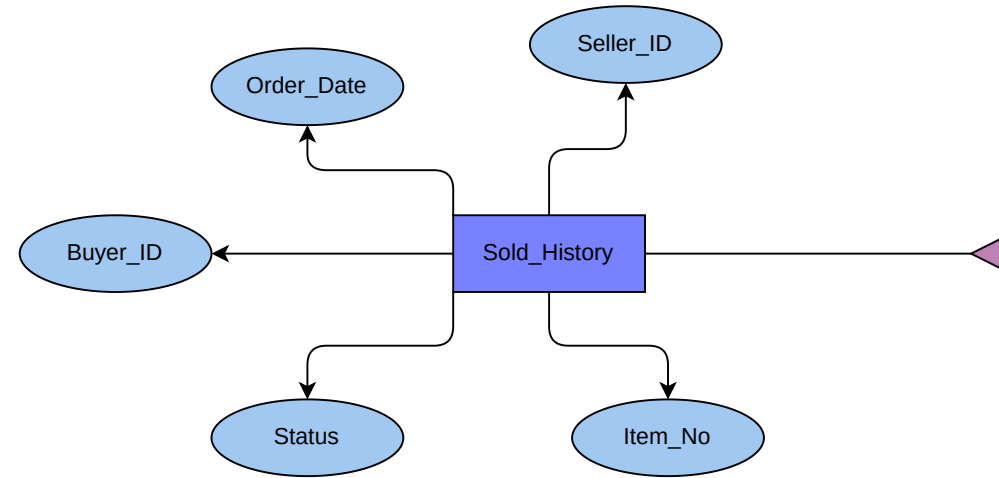 Seller_ID
Order_Date
Buyer_ID
Sold_History
Status
Item_No